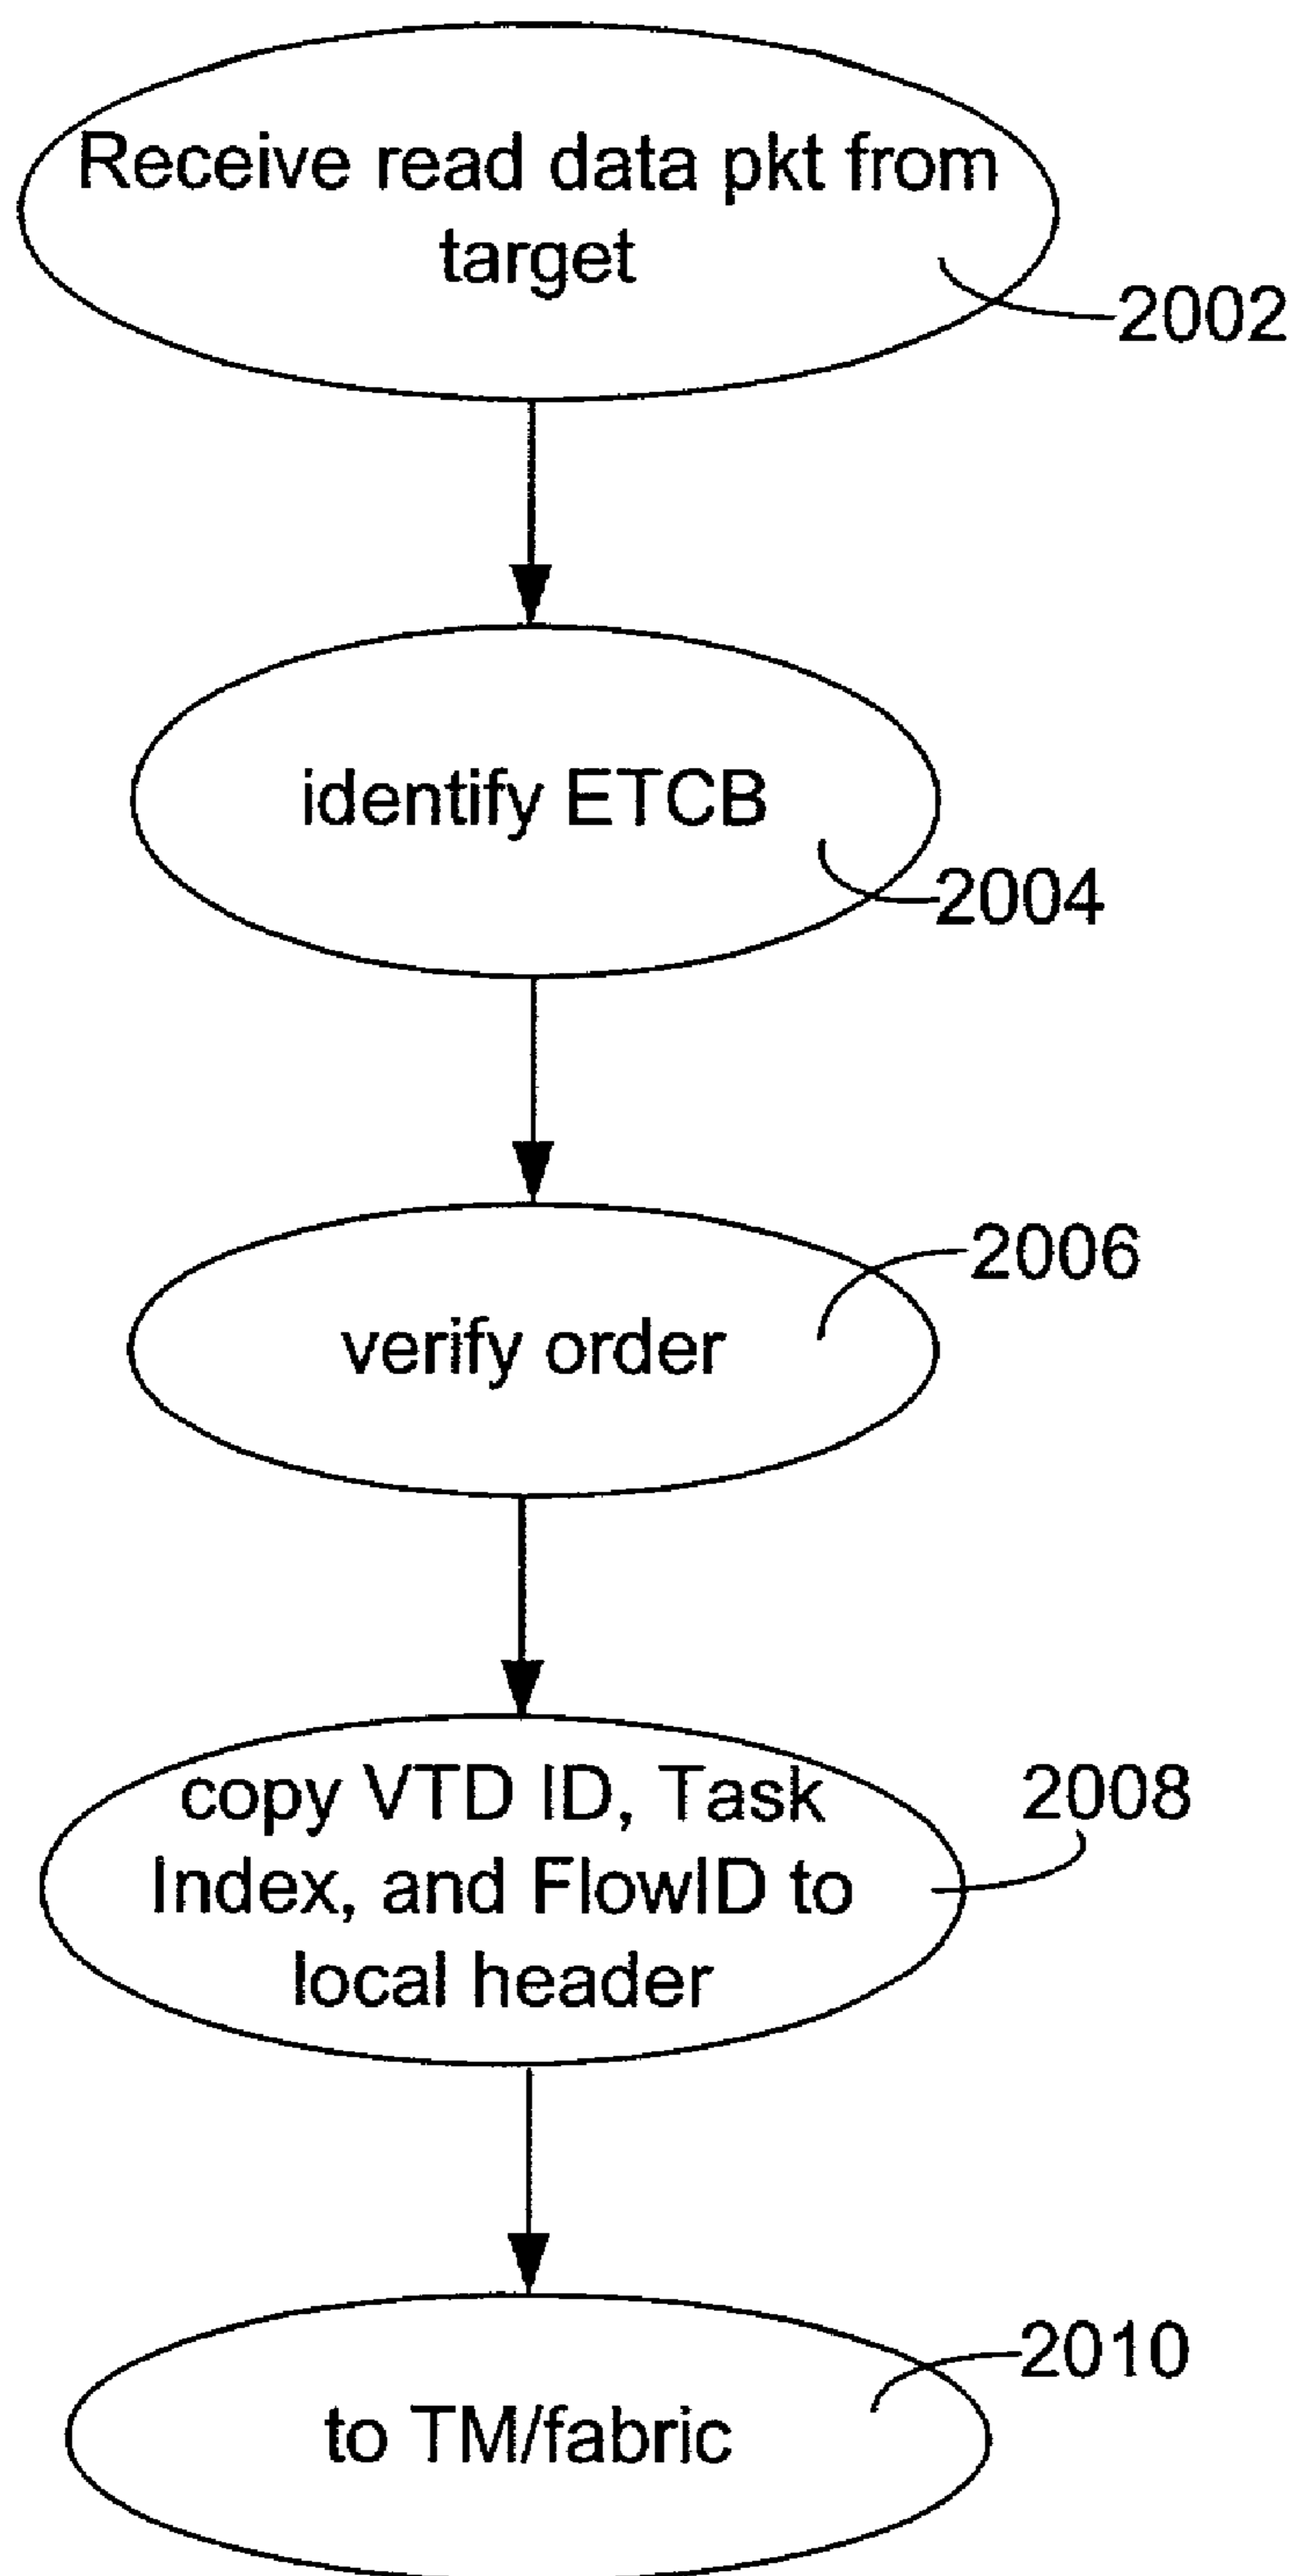 Receive read data pkt from
target
2002
identify ETCB
2004
2006
verify order
copy VTD ID, Task
Index, and FlowID to
local header
2008
2010
to TM/fabric